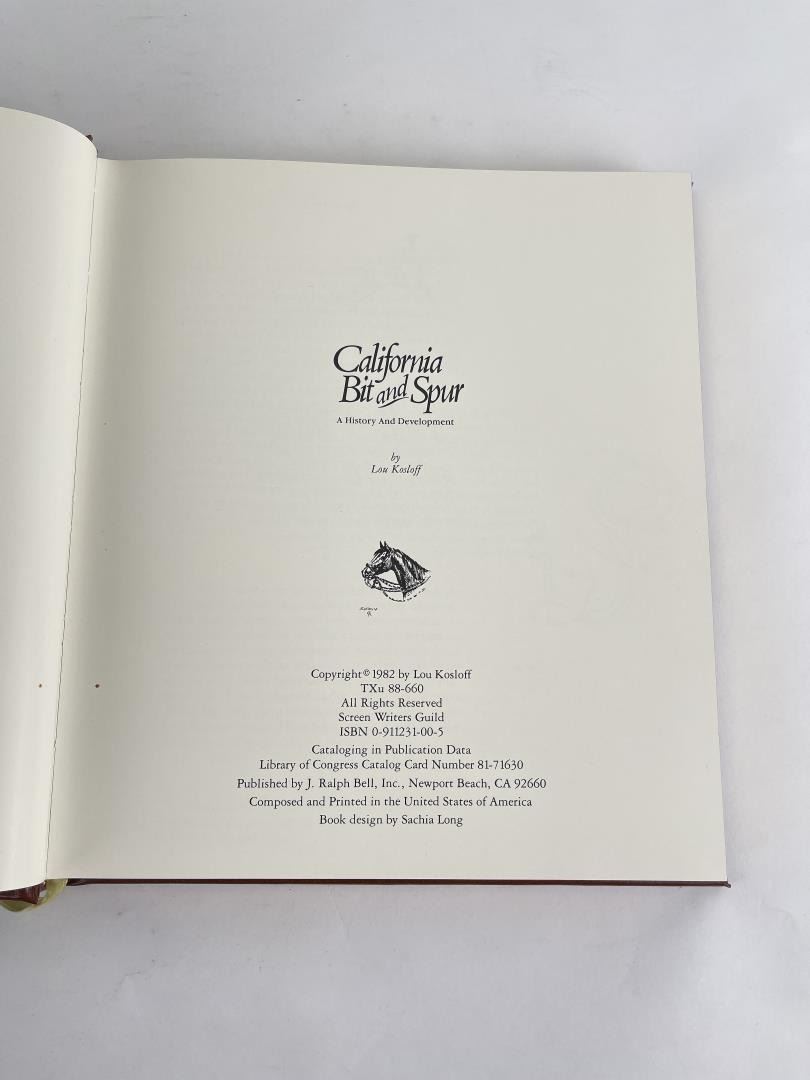 California
Bit and Spur
A History And Development
by
Lou Kosloff
Copyright© 1982 by Lou Kosloff
TXu 88-660
All Rights Reserved
Screen Writers Guild
ISBN 0-911231-00-5
Cataloging in Publication Data
Library of Congress Catalog Card Number 81-71630
Published by J. Ralph Bell, Inc., Newport Beach, CA 92660
Composed and Printed in the United States of America
Book design by Sachia Long